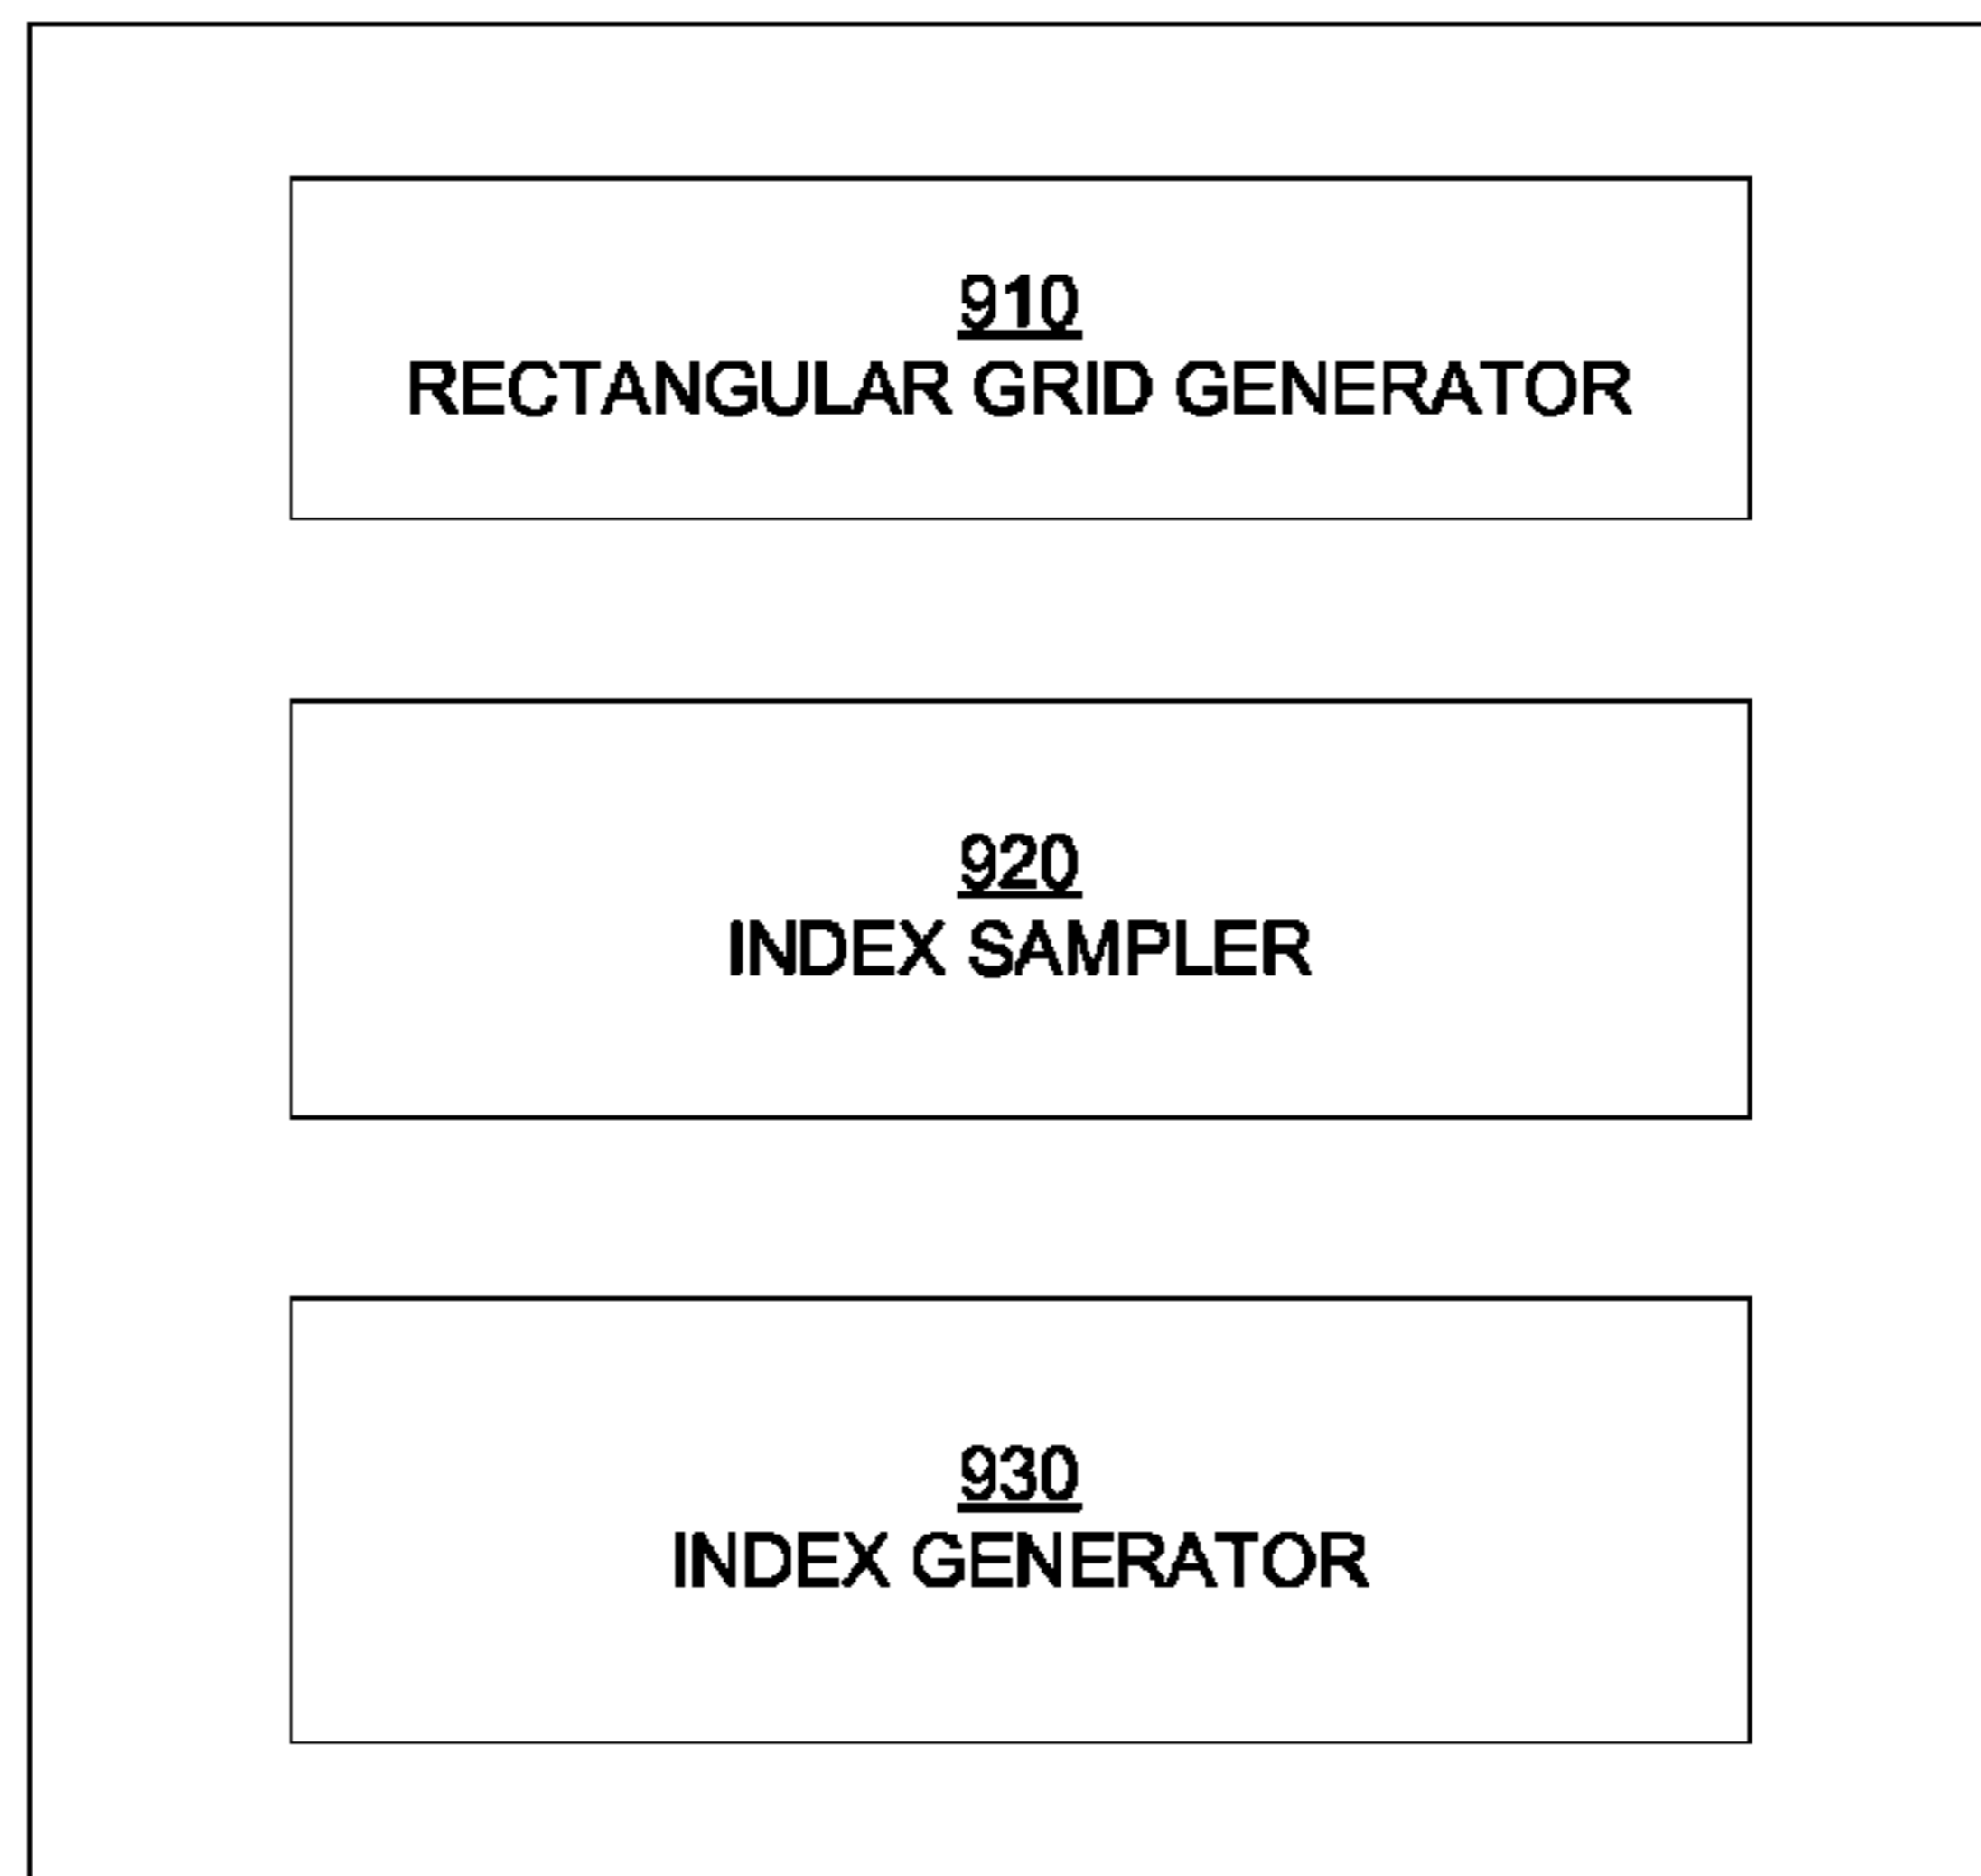 910
RECTANGULAR GRID GENERATOR
920
INDEX SAMPLER
930
INDEX GENERATOR